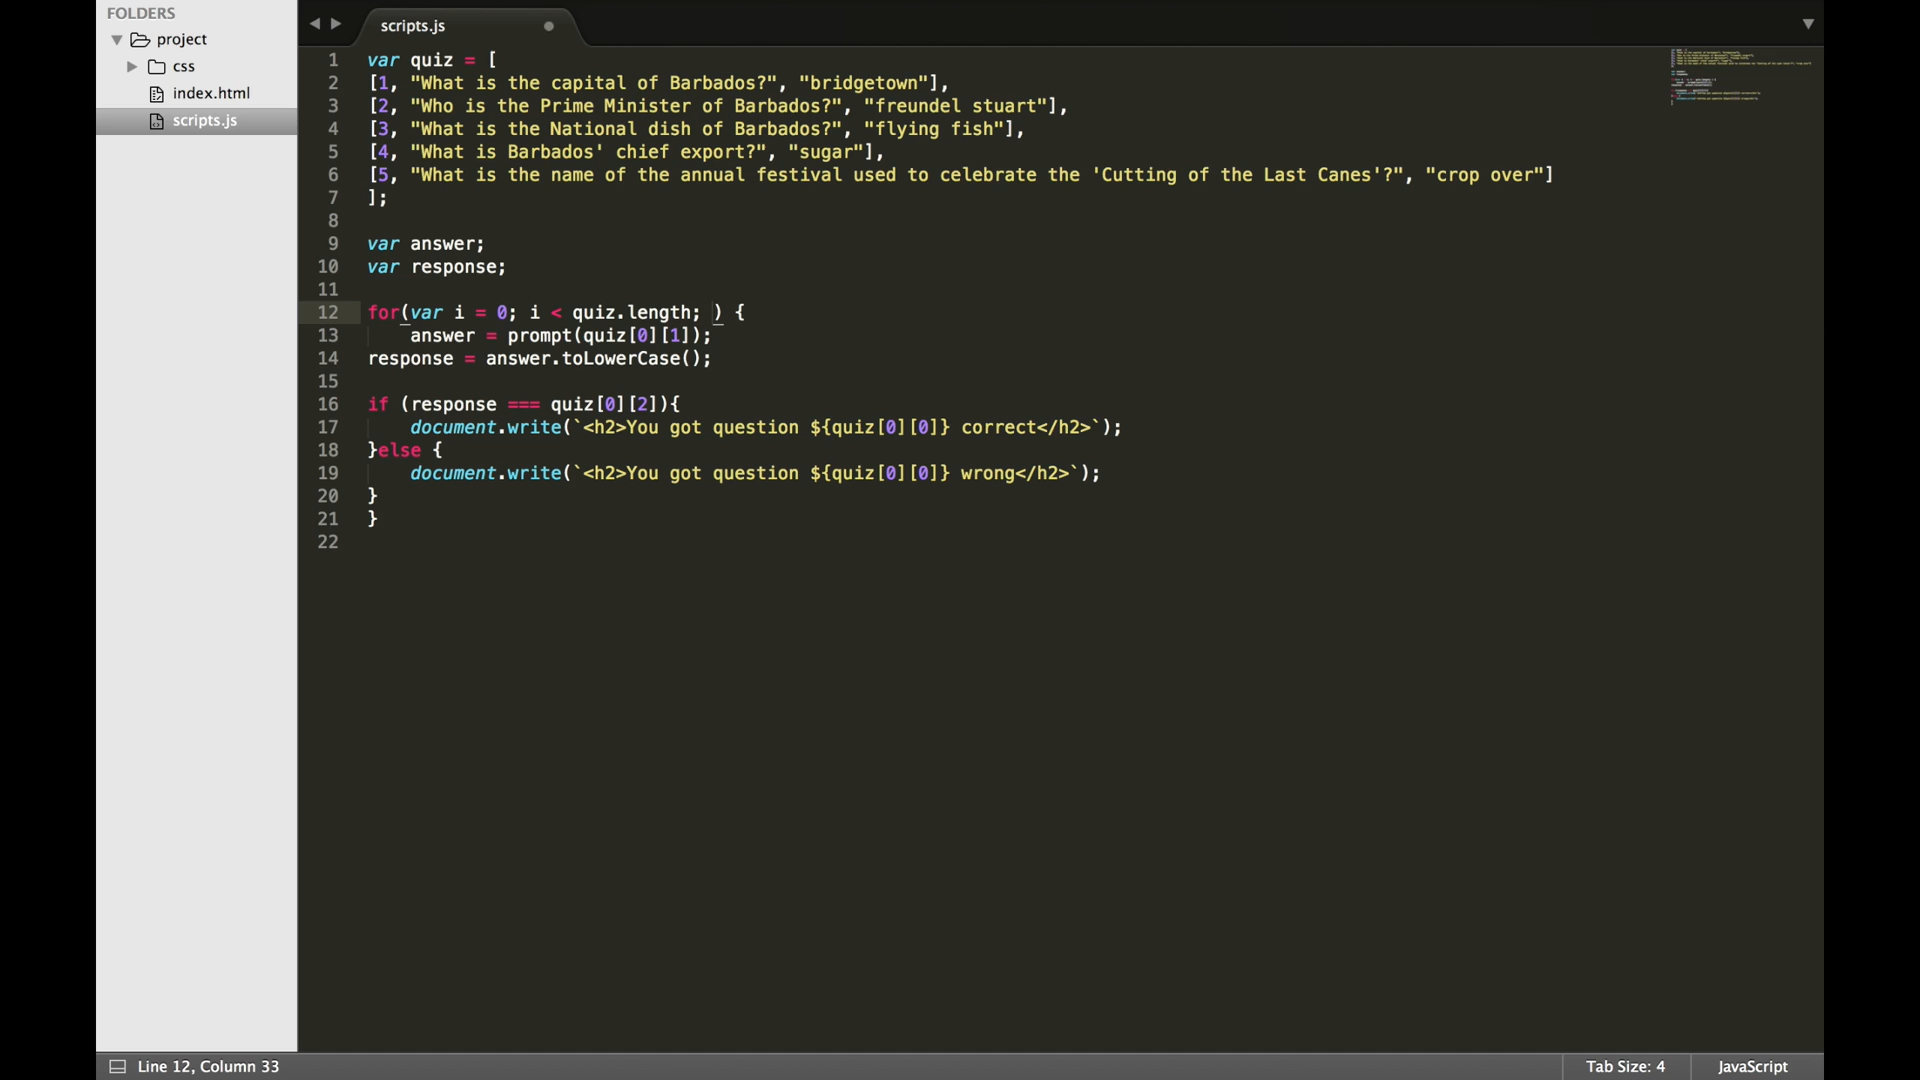 FOLDERS
project
css
index.html
scripts.js
scripts.js
1 var quiz = [
2 [1, "What is the capital of Barbados?", "bridgetown"],
3 [2, "Who is the Prime Minister of Barbados?", "freundel stuart"],
4 [3, "What is the National dish of Barbados?", "flying fish"],
5 [4, "What is Barbados' chief export?", "sugar"],
6 [5, "What is the name of the annual festival used to celebrate the 'Cutting of the Last Canes'?", "crop over"]
7 ];
8
9 var answer;
10 var response;
11
12 for(var i = 0; i < quiz.length; ) {
13 answer = prompt(quiz[0][1]);
14 response = answer.toLowerCase();
15
16 if (response === quiz[0][2]){
17 document.write(`<h2>You got question ${quiz[0][0]} correct</h2>`);
18 }else {
19 document.write(`<h2>You got question ${quiz[0][0]} wrong</h2>`);
20 }
21 }
22
Line 12, Column 33
Tab Size: 4
JavaScript